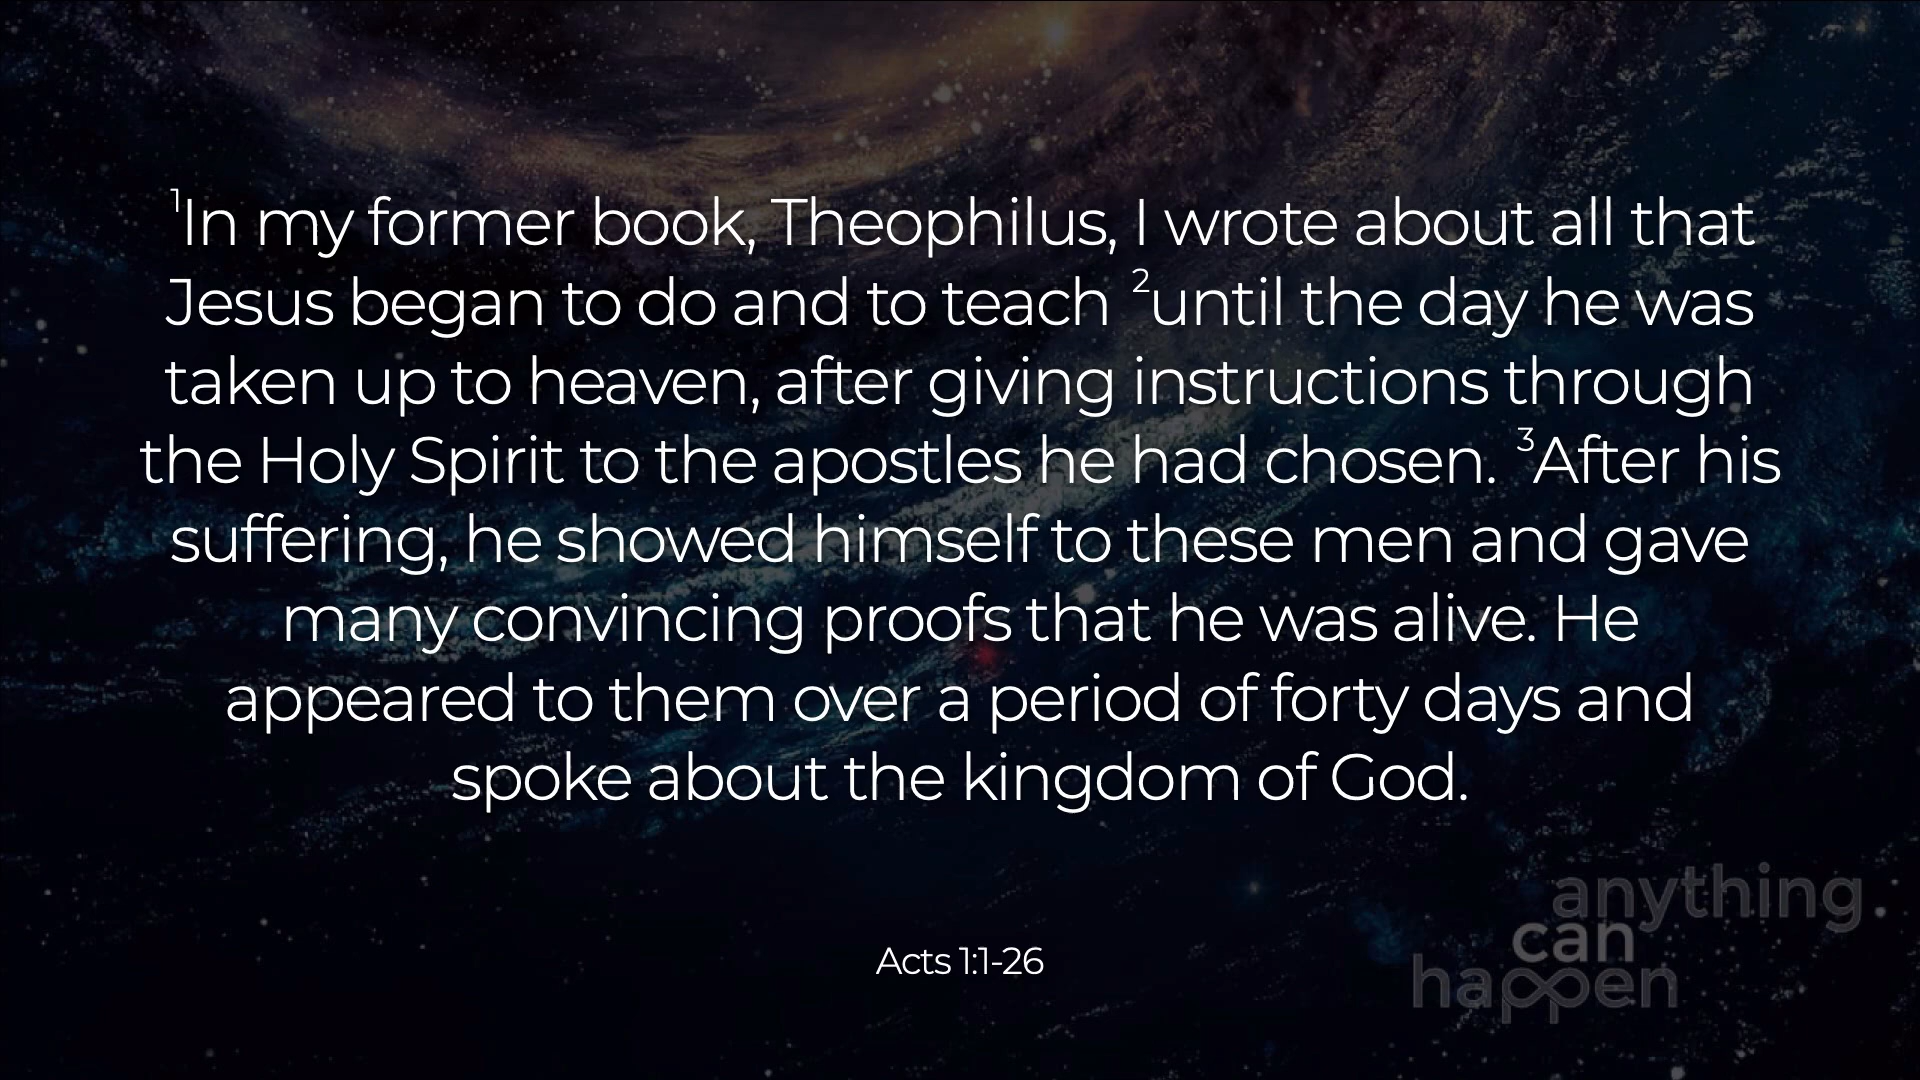 ¹In my former book, Theophilus, I wrote about all that
Jesus began to do and to teach ²until the day he was
taken up to heaven, after giving instructions through
the Holy Spirit to the apostles he had chosen. ³After his
suffering, he showed himself to these men and gave
many convincing proofs that he was alive. He
appeared to them over a period of forty days and
spoke about the kingdom of God.
Acts 1:1-26
anything
can
happen